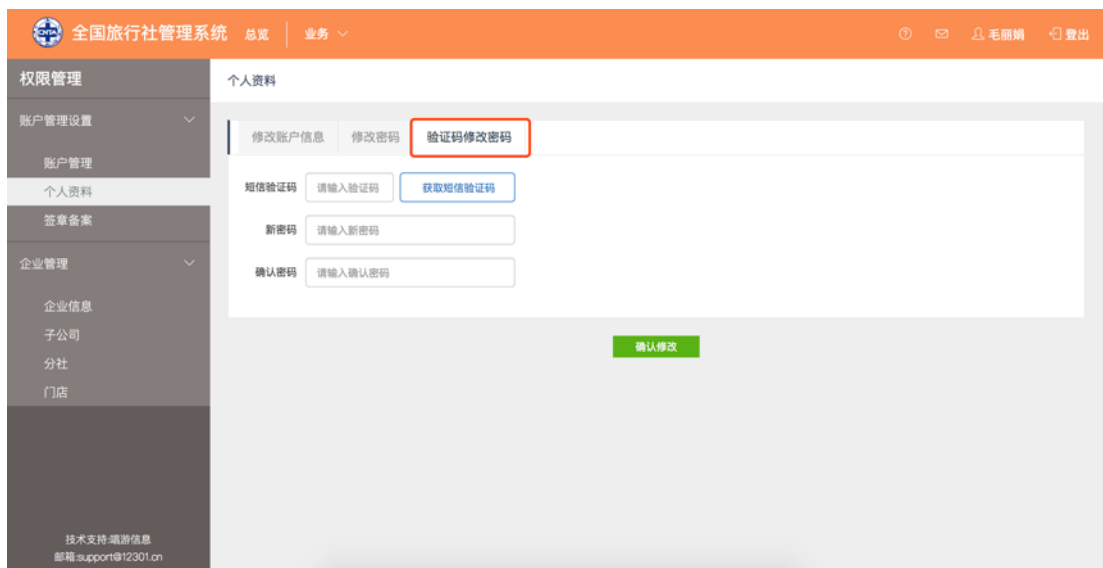 CNTA 全国旅行社管理系统 总览 业务 毛丽娟 登出
权限管理
个人资料
账户管理设置
账户管理
个人资料
签章备案
企业管理
企业信息
子公司
分社
门店
技术支持:端游信息
邮箱:support@12301.cn
修改账户信息 修改密码 验证码修改密码
短信验证码 请输入验证码 获取短信验证码
新密码 请输入新密码
确认密码 请输入确认密码
确认修改